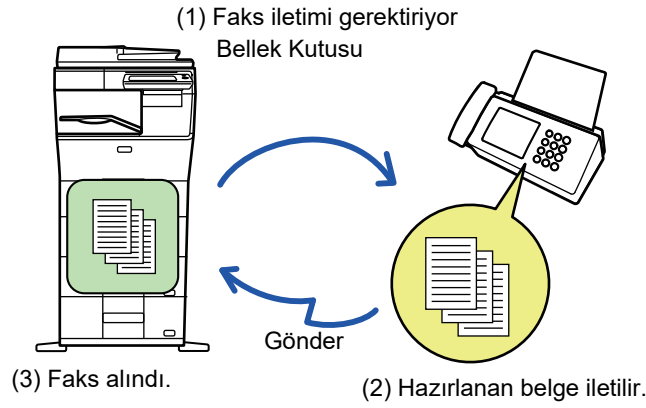 (1) Faks iletimi gerektiriyor
Bellek Kutusu
Gönder
(3) Faks alındı.
(2) Hazırlanan belge iletilir.